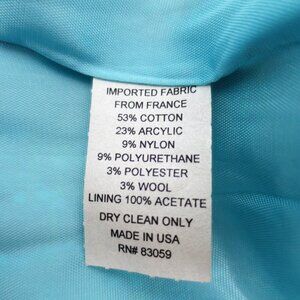 IMPORTED FABRIC
FROM FRANCE
53% COTTON
23% ARCYLIC
9% NYLON
9% POLYURETHANE
3% POLYESTER
3% WOOL
LINING 100% ACETATE
DRY CLEAN ONLY
MADE IN USA
RN# 83059